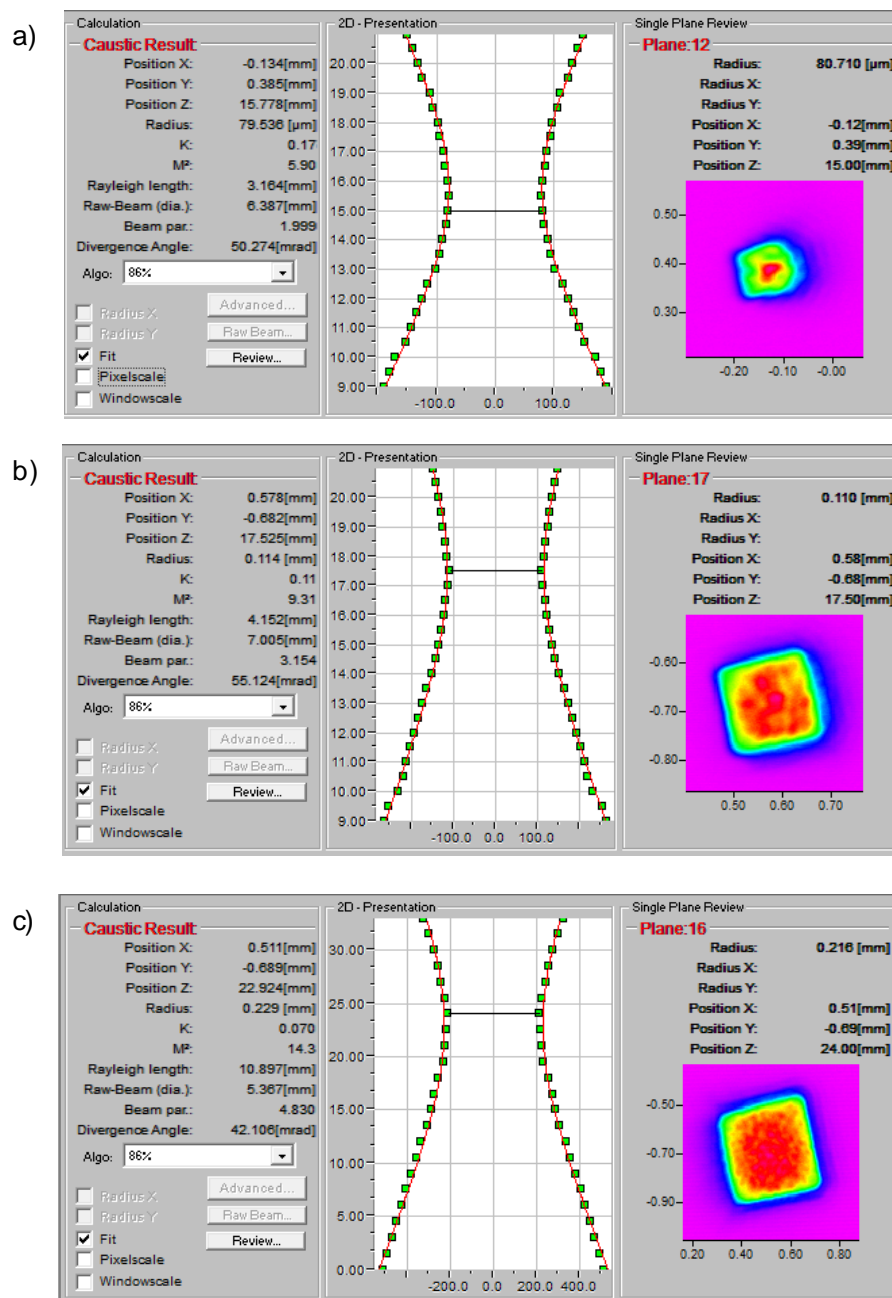 a)
Calculation
Caustic Result
Position X: -0.134[mm]
Position Y: 0.385[mm]
Position Z: 15.778[mm]
Radius: 79.536 [µm]
K: 0.17
M²: 5.90
Rayleigh length: 3.164[mm]
Raw-Beam (dia.): 6.387[mm]
Beam par.: 1.999
Divergence Angle: 50.274[mrad]
Algo: 86%
Radius X
Advanced...
Radius Y
Raw Beam...
Fit
Review...
Pixelscale
Windowscale
2D - Presentation
20.00
19.00
18.00
17.00
16.00
15.00
14.00
13.00
12.00
11.00
10.00
9.00
-100.0 0.0 100.0
Single Plane Review
Plane:12
Radius: 80.710 [µm]
Radius X:
Radius Y:
Position X: -0.12[mm]
Position Y: 0.39[mm]
Position Z: 15.00[mm]
0.50
0.40
0.30
-0.20 -0.10 -0.00
b)
Calculation
Caustic Result
Position X: 0.578[mm]
Position Y: -0.682[mm]
Position Z: 17.525[mm]
Radius: 0.114 [mm]
K: 0.11
M²: 9.31
Rayleigh length: 4.152[mm]
Raw-Beam (dia.): 7.005[mm]
Beam par.: 3.154
Divergence Angle: 55.124[mrad]
Algo: 86%
Radius X
Advanced...
Radius Y
Raw Beam...
Fit
Review...
Pixelscale
Windowscale
2D - Presentation
20.00
19.00
18.00
17.00
16.00
15.00
14.00
13.00
12.00
11.00
10.00
9.00
-100.0 0.0 100.0
Single Plane Review
Plane:17
Radius: 0.110 [mm]
Radius X:
Radius Y:
Position X: 0.58[mm]
Position Y: -0.68[mm]
Position Z: 17.50[mm]
-0.60
-0.70
-0.80
0.50 0.60 0.70
c)
Calculation
Caustic Result
Position X: 0.511[mm]
Position Y: -0.689[mm]
Position Z: 22.924[mm]
Radius: 0.229 [mm]
K: 0.070
M²: 14.3
Rayleigh length: 10.897[mm]
Raw-Beam (dia.): 5.367[mm]
Beam par.: 4.830
Divergence Angle: 42.106[mrad]
Algo: 86%
Radius X
Advanced...
Radius Y
Raw Beam...
Fit
Review...
Pixelscale
Windowscale
2D - Presentation
30.00
25.00
20.00
15.00
10.00
5.00
0.00
-200.0 0.0 200.0 400.0
Single Plane Review
Plane:16
Radius: 0.216 [mm]
Radius X:
Radius Y:
Position X: 0.51[mm]
Position Y: -0.69[mm]
Position Z: 24.00[mm]
-0.50
-0.70
-0.90
0.20 0.40 0.60 0.80